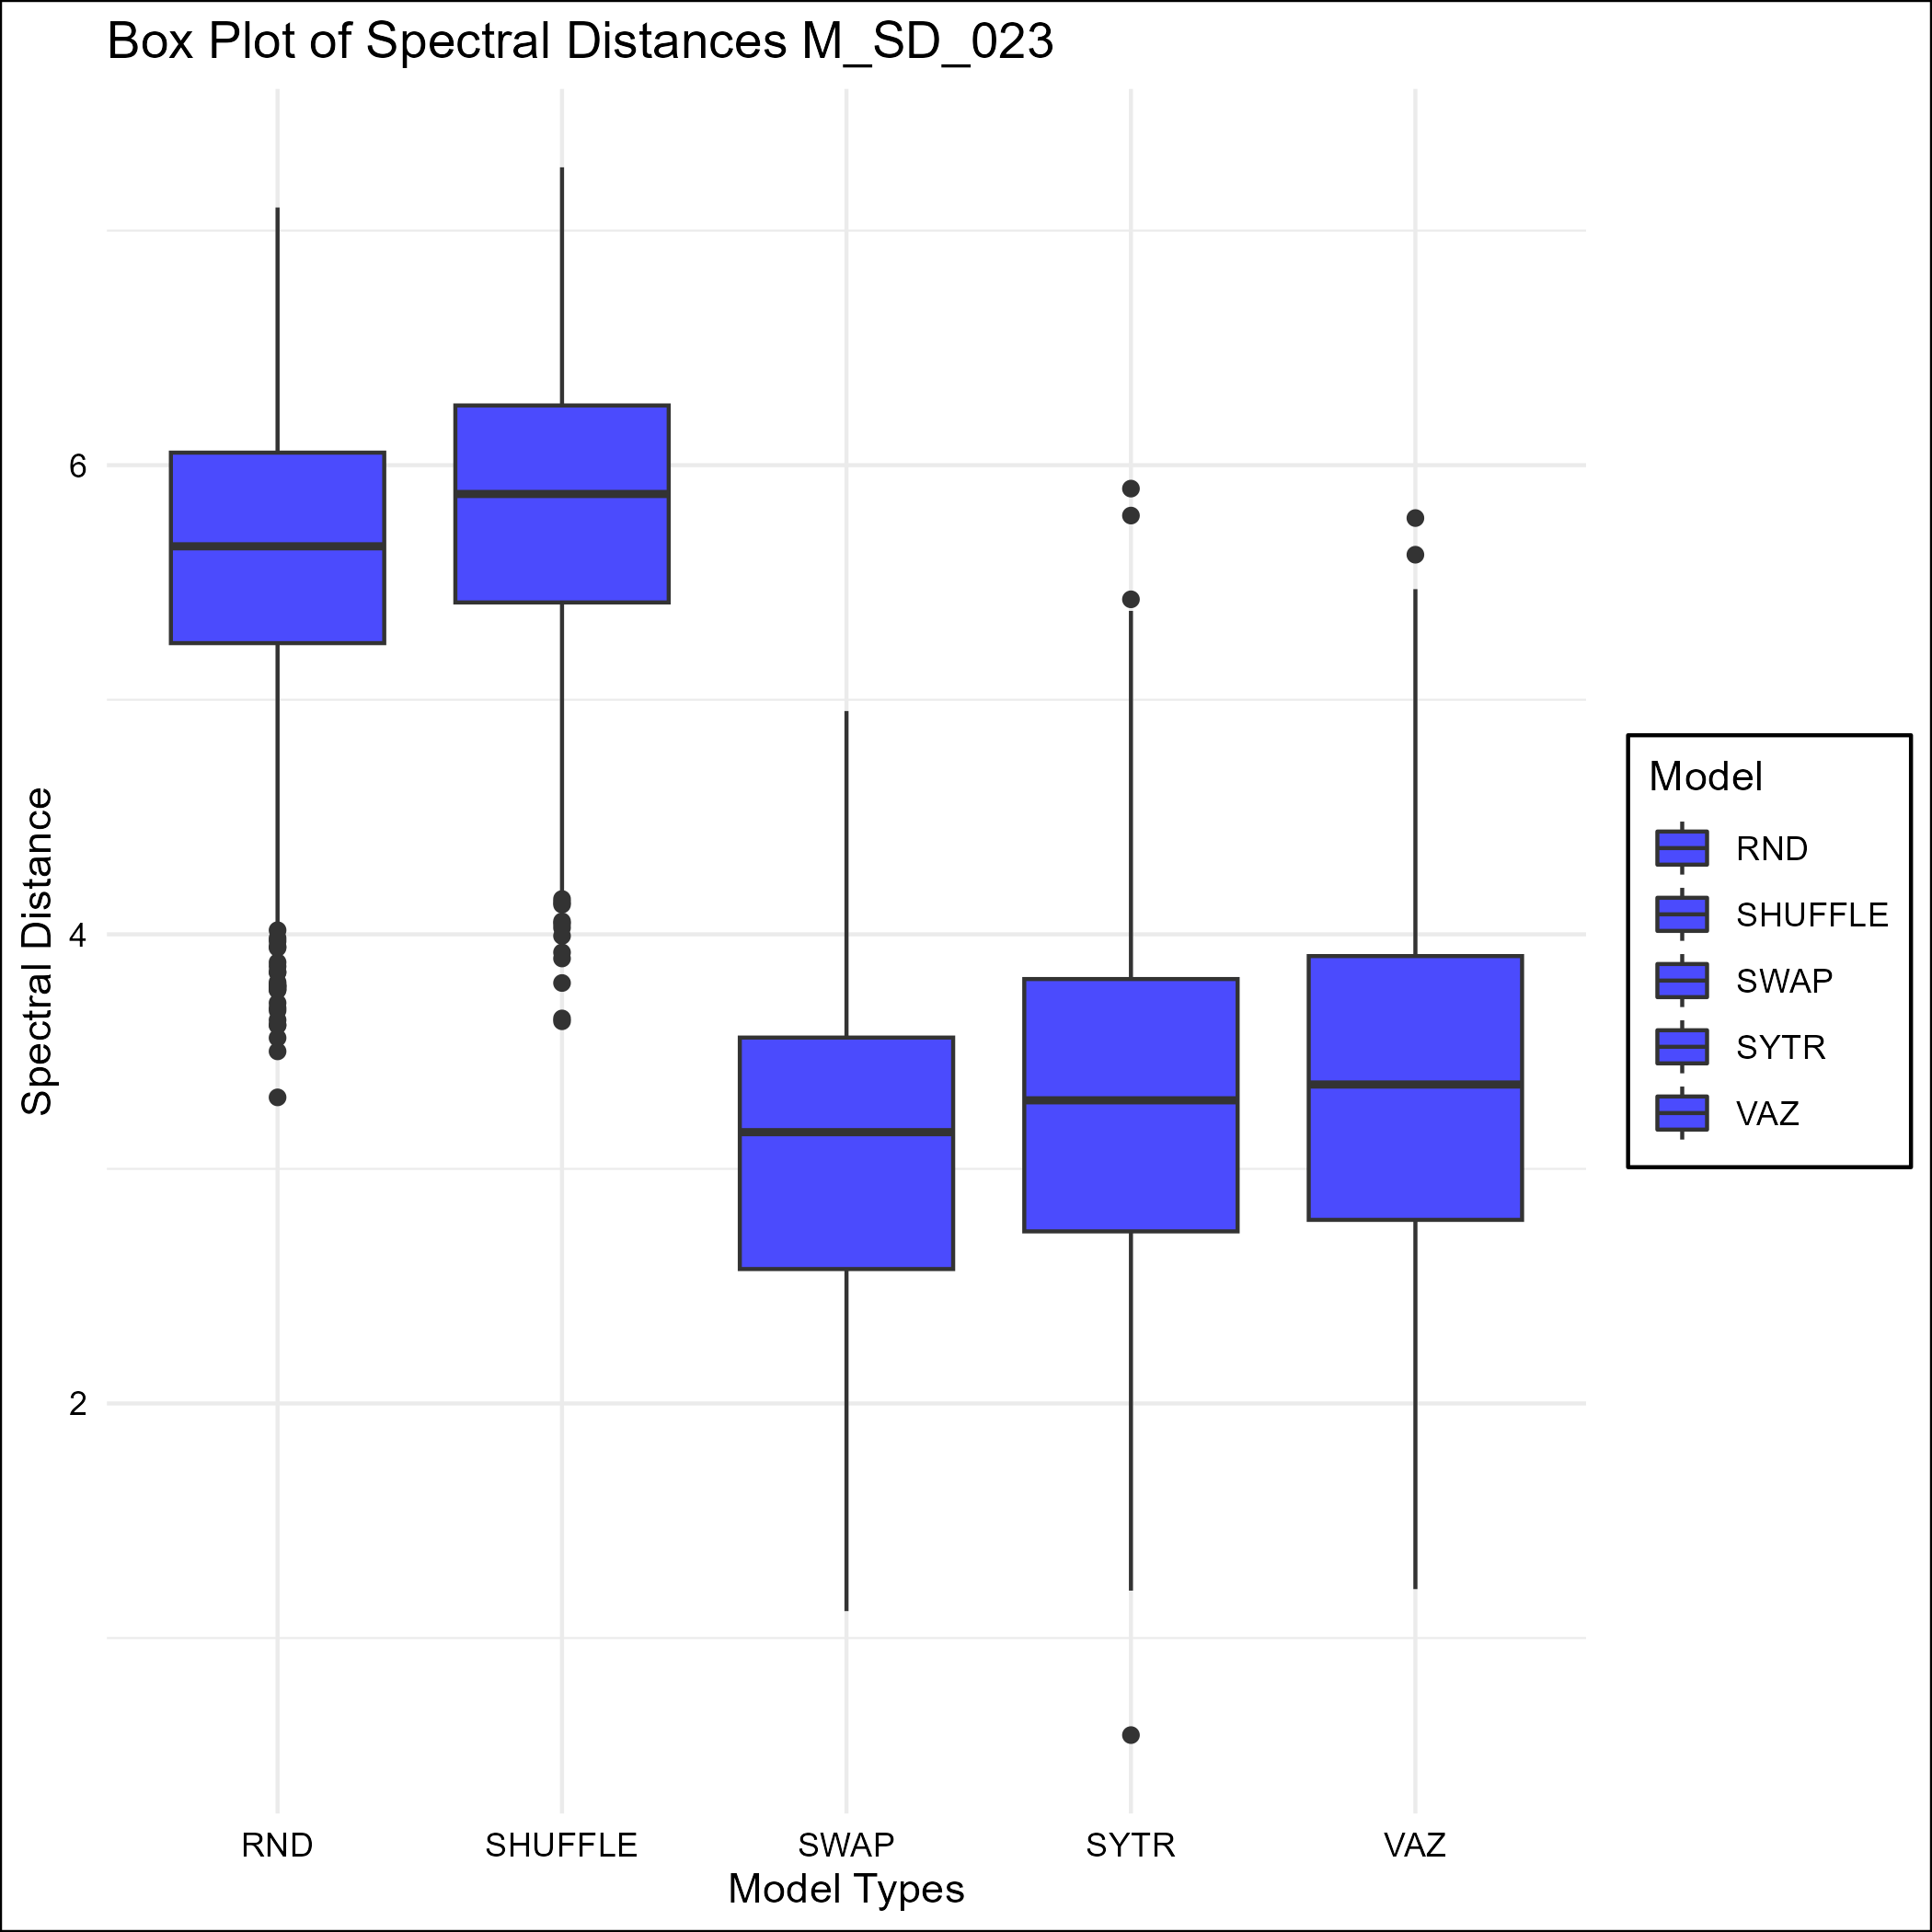 Box Plot of Spectral Distances M_SD_023
Spectral Distance
6
4
2
RND
SHUFFLE
SWAP
SYTR
VAZ
Model Types
Model
RND
SHUFFLE
SWAP
SYTR
VAZ